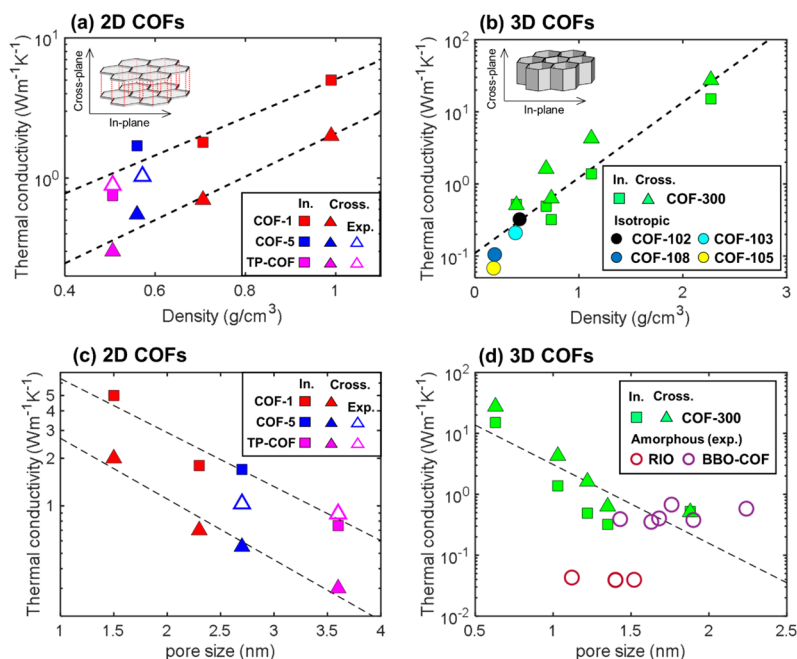 (a) 2D COFs
Thermal conductivity (Wm⁻¹K⁻¹)
10¹
10⁰
Cross-plane
In-plane
In. Cross.
Exp.
COF-1
COF-5
TP-COF
0.4 0.6 0.8 1
Density (g/cm³)
(b) 3D COFs
Thermal conductivity (Wm⁻¹K⁻¹)
10²
10¹
10⁰
10⁻¹
Cross-plane
In-plane
In. Cross.
COF-300
Isotropic
COF-102 COF-103
COF-108 COF-105
0 1 2 3
Density (g/cm³)
(c) 2D COFs
Thermal conductivity (Wm⁻¹K⁻¹)
5
4
3
2
1
In. Cross.
Exp.
COF-1
COF-5
TP-COF
1 1.5 2 2.5 3 3.5 4
pore size (nm)
(d) 3D COFs
Thermal conductivity (Wm⁻¹K⁻¹)
10²
10¹
10⁰
10⁻¹
10⁻²
In. Cross.
COF-300
Amorphous (exp.)
RIO BBO-COF
0.5 1 1.5 2 2.5
pore size (nm)